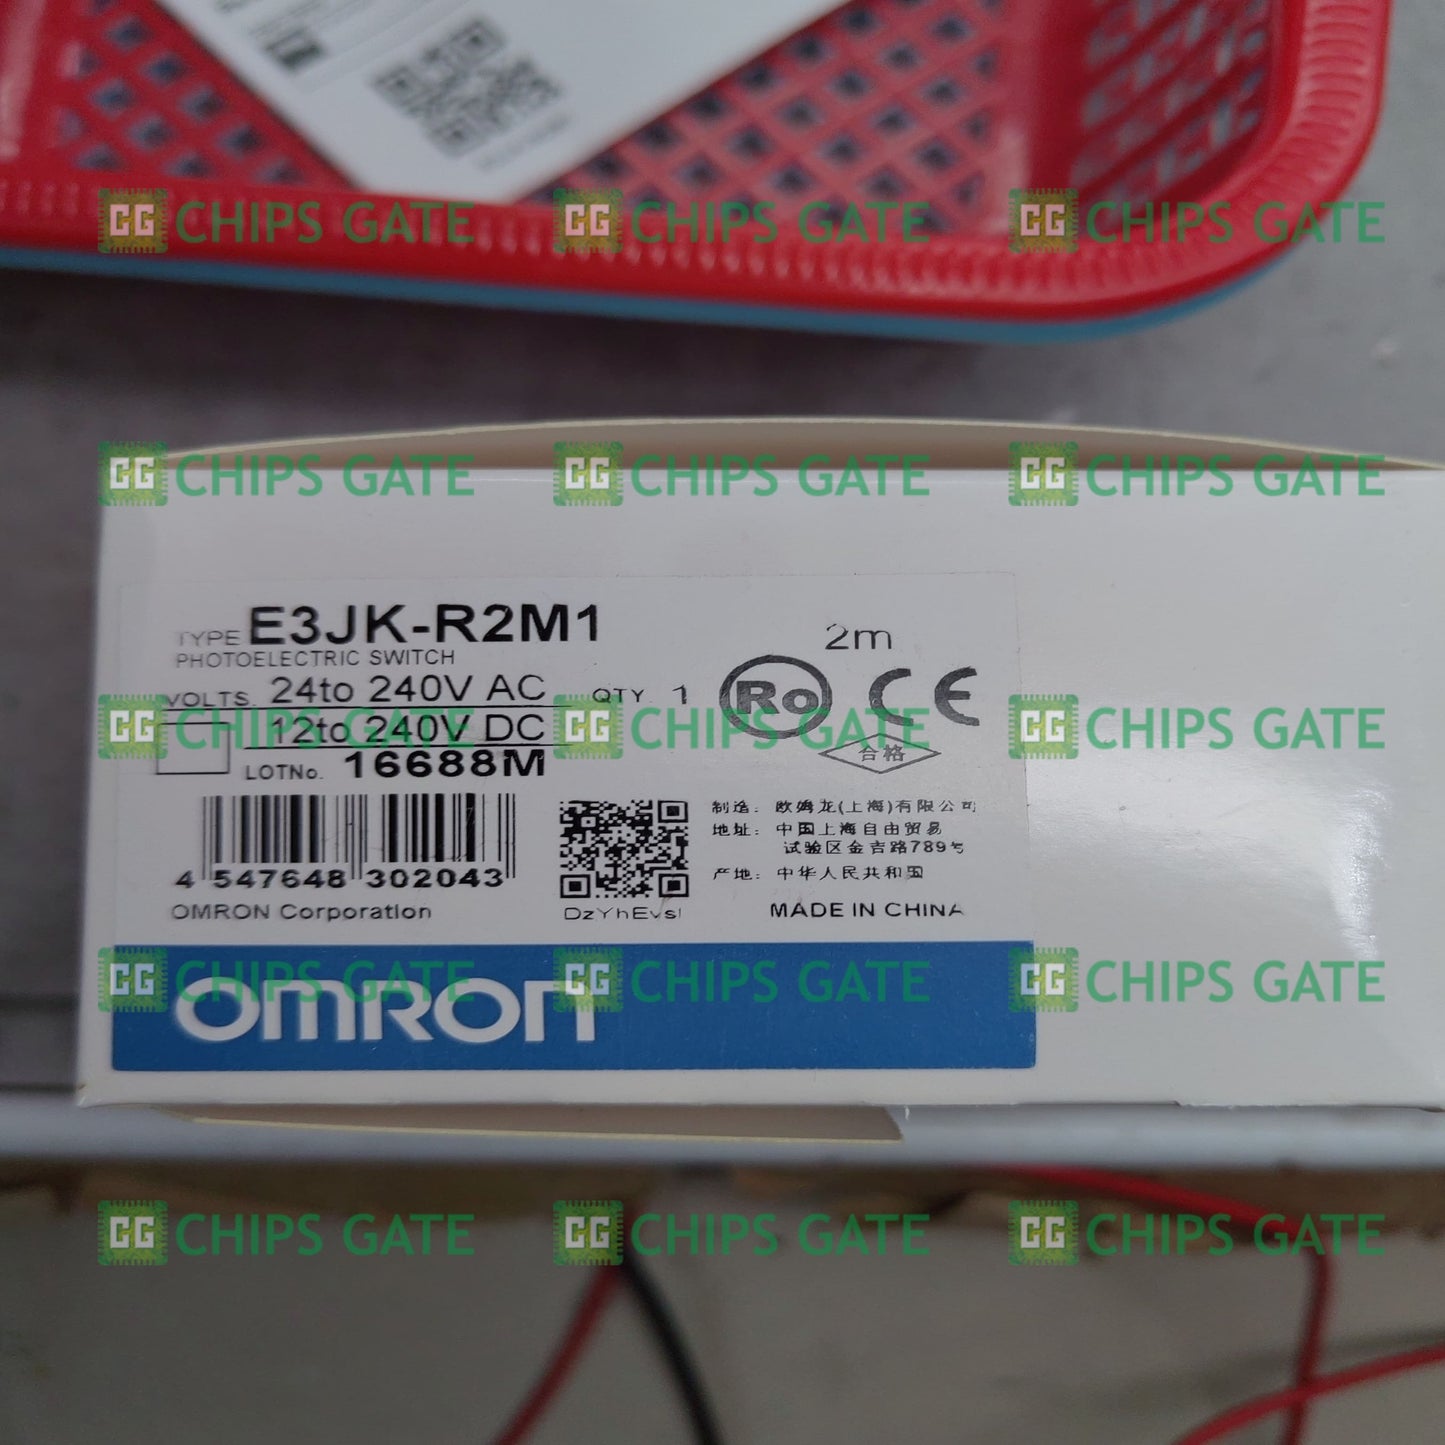 CG CHIPS GATE CG CHIPS GATE CG CHIPS GATE
CG CHIPS GATE CG CHIPS GATE CG CHIPS GATE
TYPE E3JK-R2M1
PHOTOELECTRIC SWITCH
2m
VOLTS. 24to 240V AC QTY. 1 Ro CE
12to 240V DC
CG CHIPS GATE CG CHIPS GATE CG CHIPS GATE
合格
LOTNo. 16688M
制造: 欧姆龙(上海)有限公司
地址: 中国上海自由贸易
试验区金吉路789号
产地: 中华人民共和国
4 547648 302043
OMRON Corporation
DzYhEvsI
MADE IN CHINA
CG CHIPS GATE CG CHIPS GATE CG CHIPS GATE
OMRON
CG CHIPS GATE CG CHIPS GATE CG CHIPS GATE